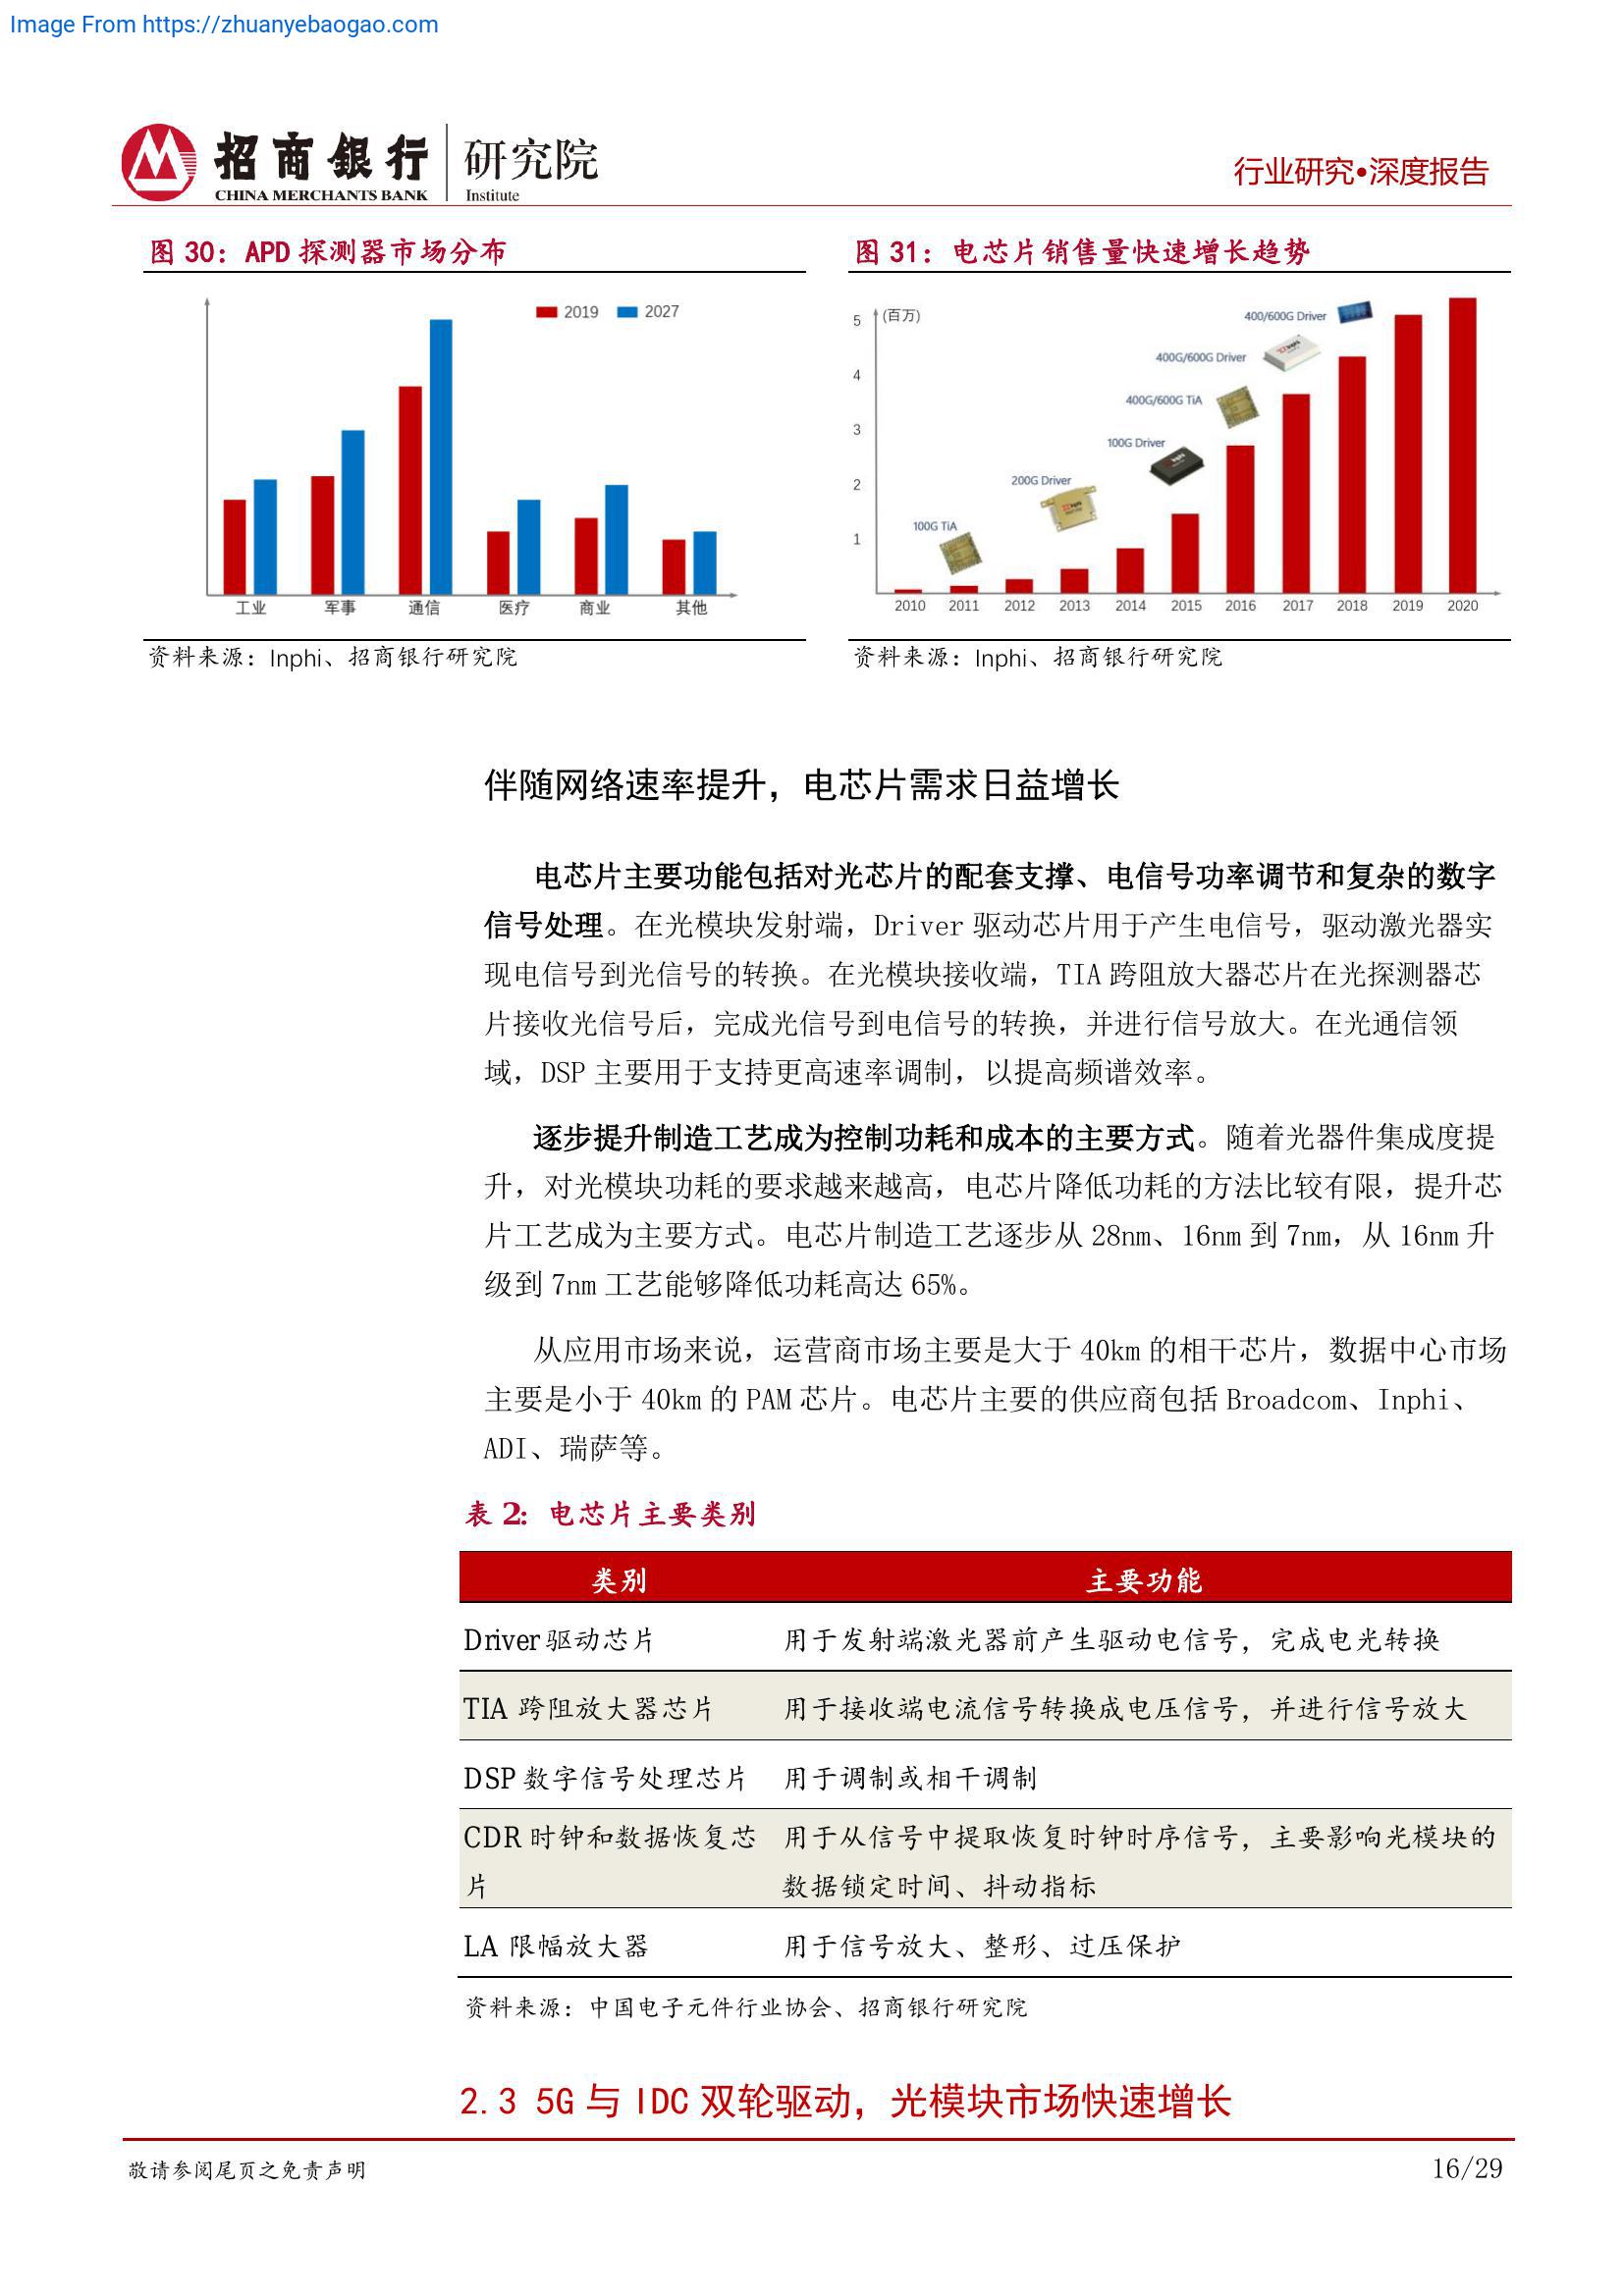 Image From https://zhuanyebaogao.com
招商銀行 研究院
CHINA MERCHANTS BANK Institute
行业研究•深度报告
图 30：APD 探测器市场分布
2019 2027
工业 军事 通信 医疗 商业 其他
资料来源：Inphi、招商银行研究院
图 31：电芯片销售量快速增长趋势
(百万)
5
4
3
2
1
400/600G Driver
400G/600G Driver
400G/600G TiA
100G Driver
200G Driver
100G TiA
2010 2011 2012 2013 2014 2015 2016 2017 2018 2019 2020
资料来源：Inphi、招商银行研究院
伴随网络速率提升，电芯片需求日益增长
电芯片主要功能包括对光芯片的配套支撑、电信号功率调节和复杂的数字
信号处理。在光模块发射端，Driver 驱动芯片用于产生电信号，驱动激光器实
现电信号到光信号的转换。在光模块接收端，TIA 跨阻放大器芯片在光探测器芯
片接收光信号后，完成光信号到电信号的转换，并进行信号放大。在光通信领
域，DSP 主要用于支持更高速率调制，以提高频谱效率。
逐步提升制造工艺成为控制功耗和成本的主要方式。随着光器件集成度提
升，对光模块功耗的要求越来越高，电芯片降低功耗的方法比较有限，提升芯
片工艺成为主要方式。电芯片制造工艺逐步从 28nm、16nm 到 7nm，从 16nm 升
级到 7nm 工艺能够降低功耗高达 65%。
从应用市场来说，运营商市场主要是大于 40km 的相干芯片，数据中心市场
主要是小于 40km 的 PAM 芯片。电芯片主要的供应商包括 Broadcom、Inphi、
ADI、瑞萨等。
表 2: 电芯片主要类别
类别 主要功能
Driver 驱动芯片 用于发射端激光器前产生驱动电信号，完成电光转换
TIA 跨阻放大器芯片 用于接收端电流信号转换成电压信号，并进行信号放大
DSP 数字信号处理芯片 用于调制或相干调制
CDR 时钟和数据恢复芯 用于从信号中提取恢复时钟时序信号，主要影响光模块的
片 数据锁定时间、抖动指标
LA 限幅放大器 用于信号放大、整形、过压保护
资料来源：中国电子元件行业协会、招商银行研究院
2.3 5G 与 IDC 双轮驱动，光模块市场快速增长
敬请参阅尾页之免责声明
16/29